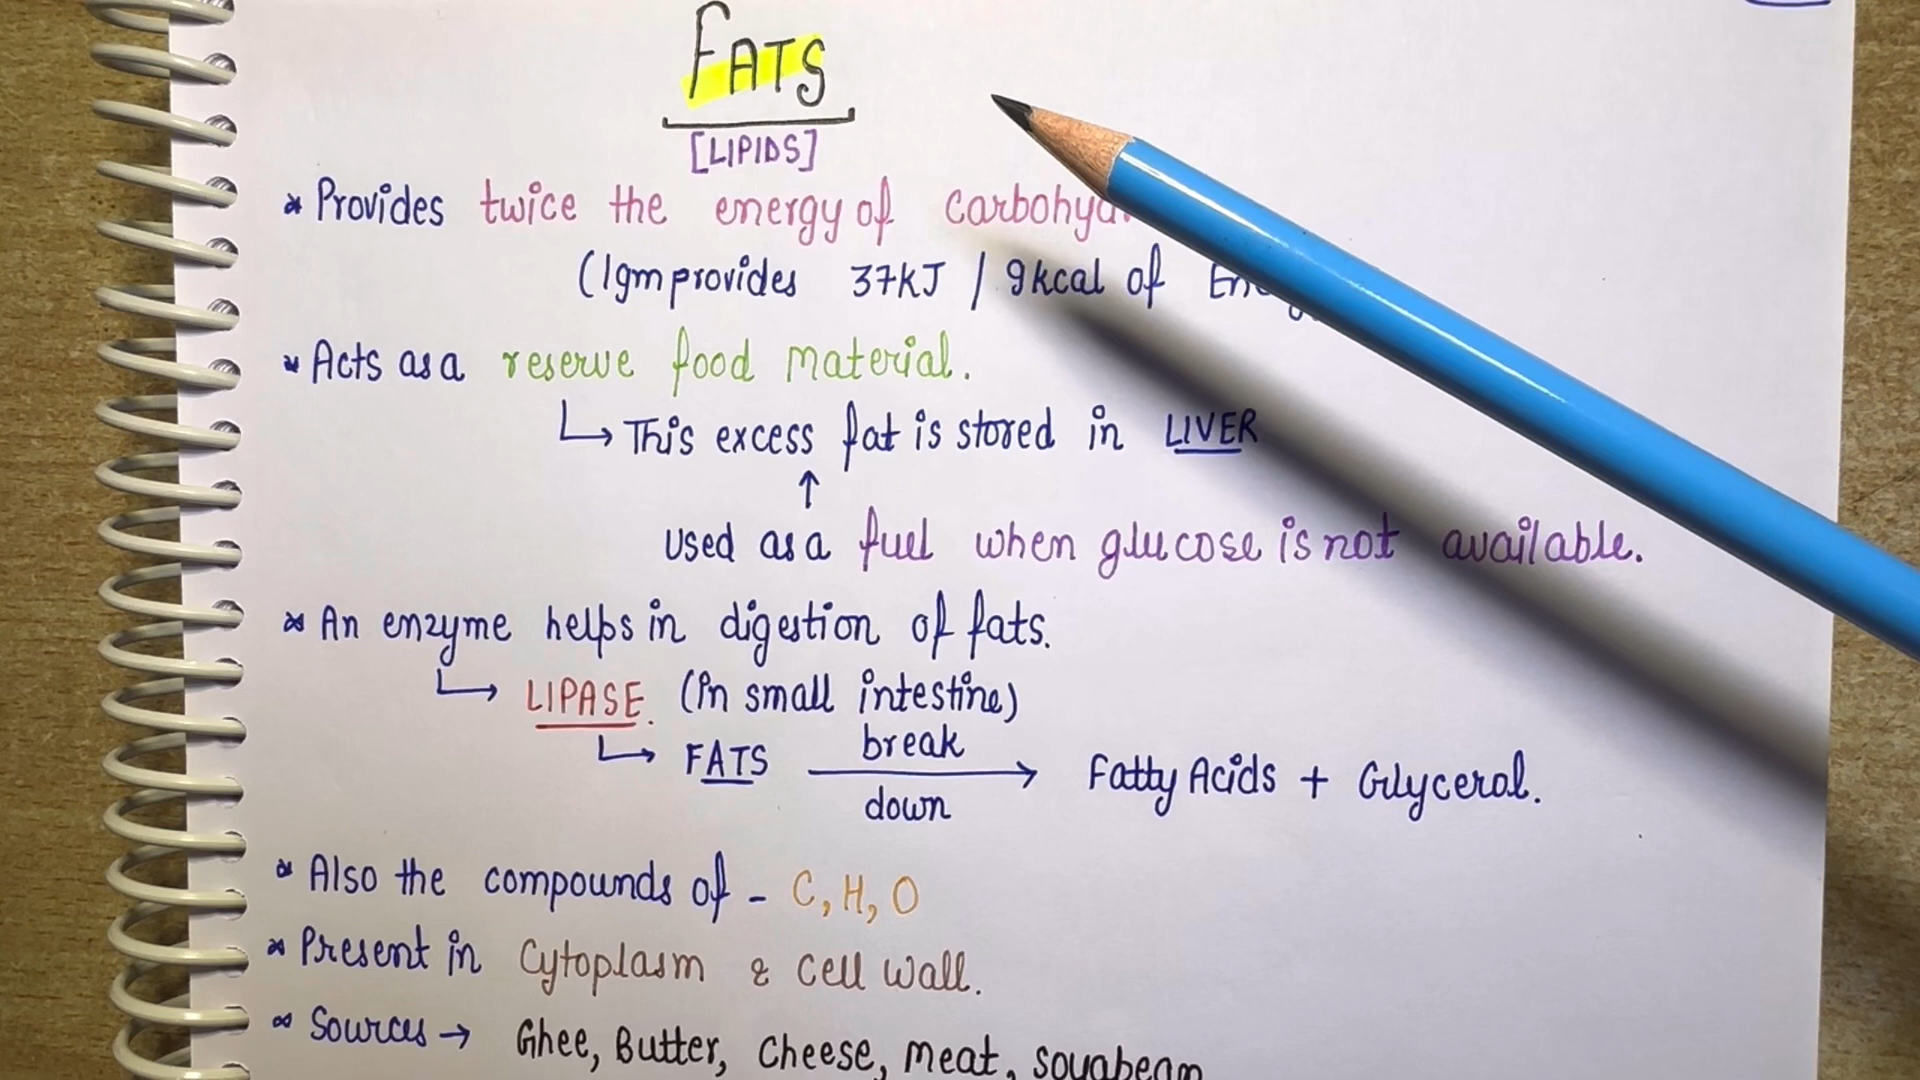 FATS
[LIPIDS]
* Provides twice the energy of
(1gm provides 37kJ / 9kcal of
* Acts as a reserve food material.
↳ This excess fat is stored in LIVER
↑
used as a fuel when glucose is not available.
* An enzyme helps in digestion of fats.
↳ LIPASE. (in small intestine)
↳ FATS break down → Fatty Acids + Glycerol.
* Also the compounds of - C, H, O
* Present in Cytoplasm & Cell Wall.
* Sources → Ghee, Butter, Cheese, Meat, Soyabean